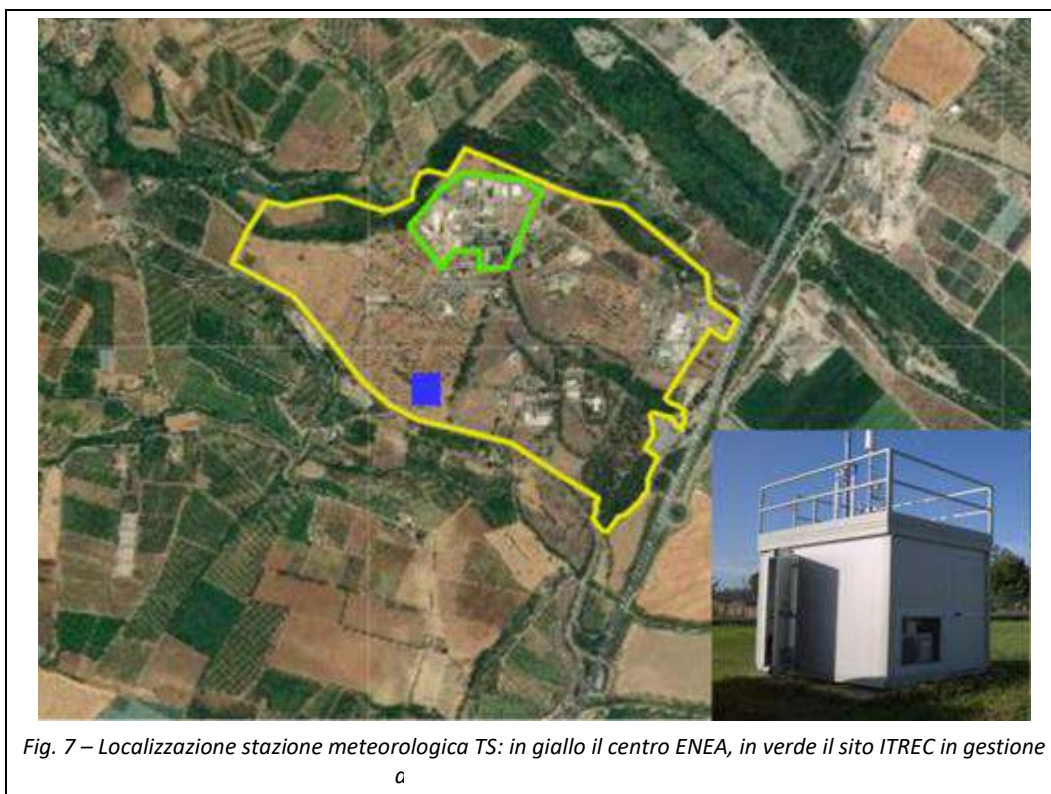 Fig. 7 – Localizzazione stazione meteorologica TS: in giallo il centro ENEA, in verde il sito ITREC in gestione